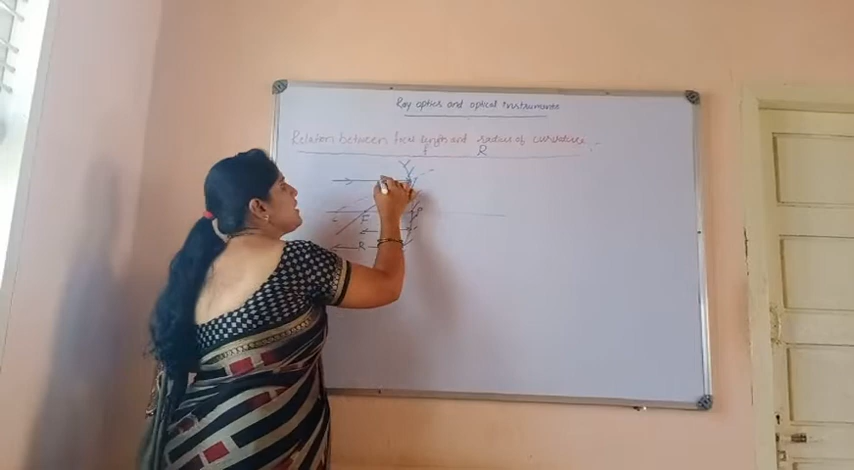 Ray optics and optical Instruments
Relation between focal length and radius of curvature :-
f R
C F P
R